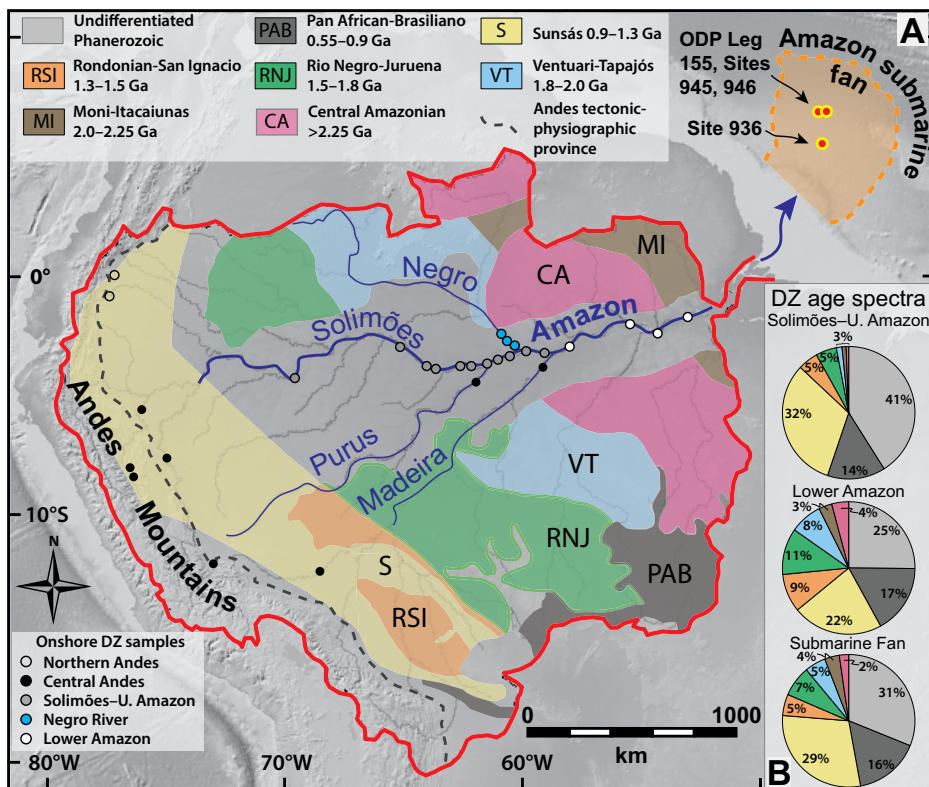 A
Undifferentiated
Phanerozoic
PAB
Pan African-Brasiliano
0.55–0.9 Ga
S
Sunsás 0.9–1.3 Ga
RSI
Rondonian-San Ignacio
1.3–1.5 Ga
RNJ
Rio Negro-Juruena
1.5–1.8 Ga
VT
Ventuari-Tapajós
1.8–2.0 Ga
MI
Moni-Itacaiunas
2.0–2.25 Ga
CA
Central Amazonian
>2.25 Ga
Andes tectonic-
physiographic
province
ODP Leg
155, Sites
945, 946
Site 936
Amazon submarine
fan
0°
10°S
80°W
70°W
60°W
Negro
Solimões
Amazon
Purus
Madeira
Andes
Mountains
CA
MI
VT
RNJ
PAB
S
RSI
N
Onshore DZ samples
Northern Andes
Central Andes
Solimões–U. Amazon
Negro River
Lower Amazon
0
1000
km
DZ age spectra
Solimões–U. Amazon
3%
5%
5%
41%
32%
14%
Lower Amazon
3%
4%
8%
25%
11%
9%
17%
22%
Submarine Fan
4%
2%
5%
7%
31%
5%
29%
16%
B